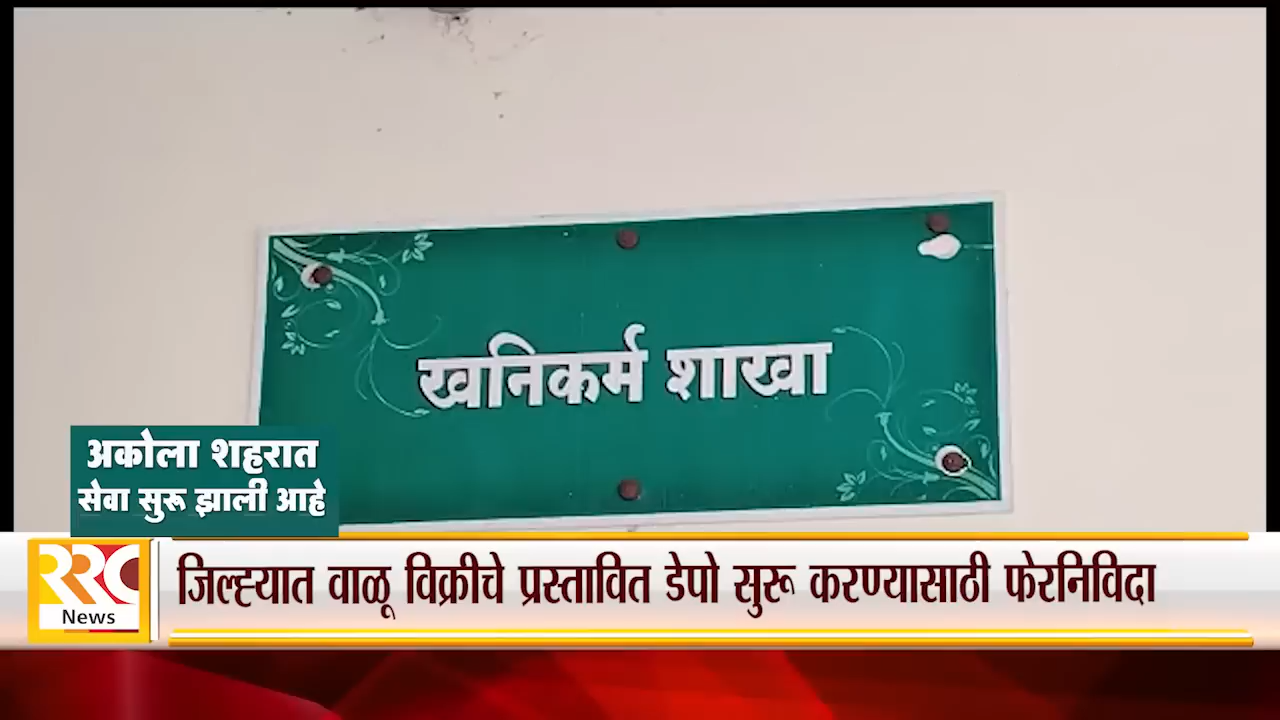 खनिकर्म शाखा
अकोला शहरात
सेवा सुरू झाली आहे
RRC
News
जिल्ह्यात वाळू विक्रीचे प्रस्तावित डेपो सुरू करण्यासाठी फेरनिविदा